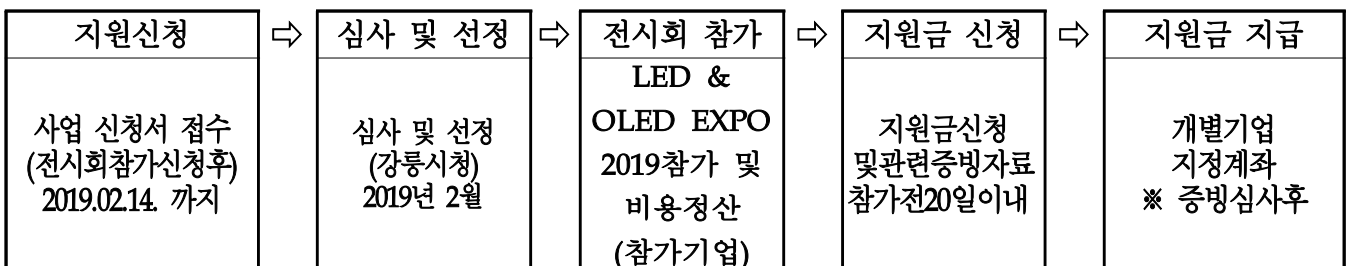 지원신청
⇨
심사 및 선정
⇨
전시회 참가
⇨
지원금 신청
⇨
지원금 지급
사업 신청서 접수
(전시회참가신청후)
2019.02.14. 까지
심사 및 선정
(강릉시청)
2019년 2월
LED &
OLED EXPO
2019참가 및
비용정산
(참가기업)
지원금신청
및관련증빙자료
참가전20일이내
개별기업
지정계좌
※ 증빙심사후